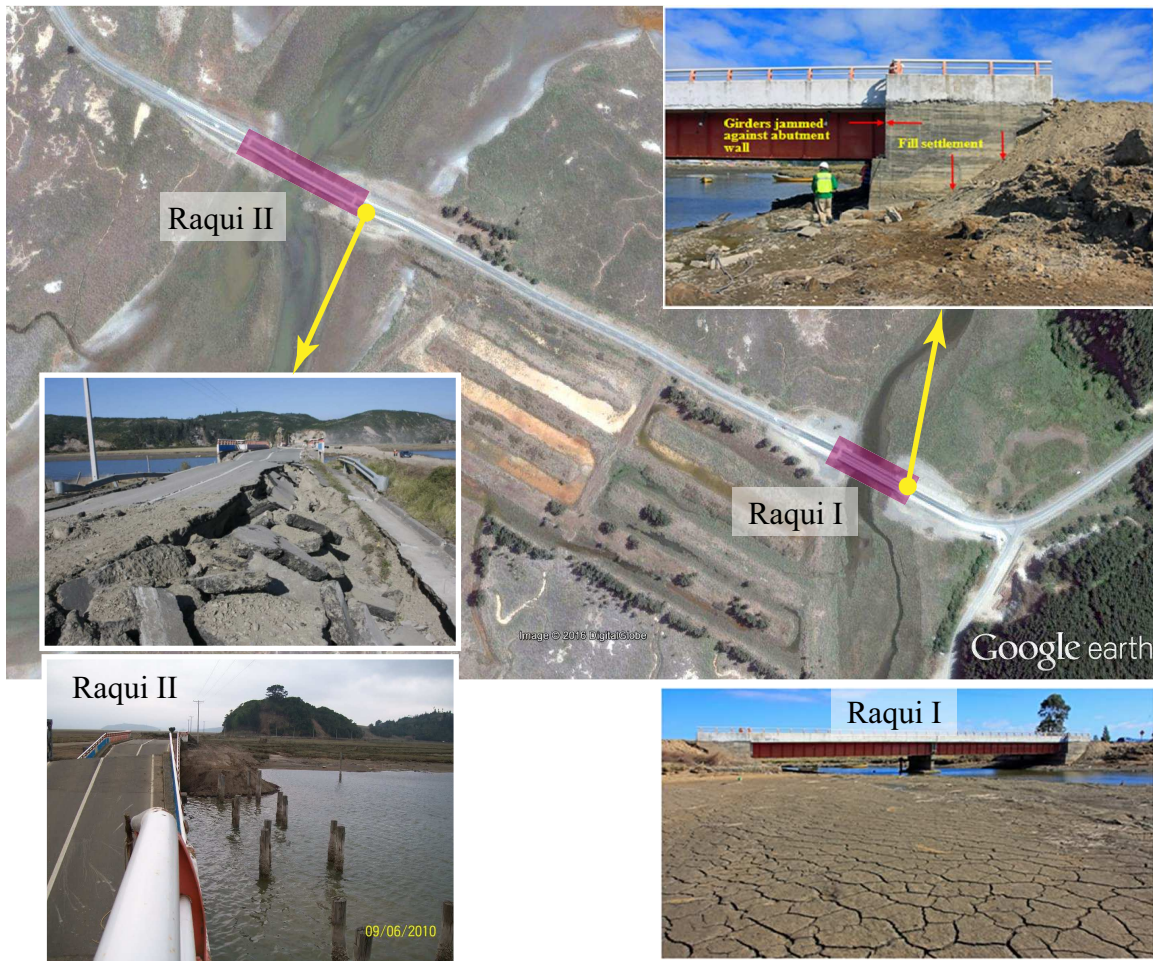 Girders jammed
against abutment
wall
Fill settlement
Raqui II
Raqui I
Image © 2016 DigitalGlobe
Google earth
Raqui II
09/06/2010
Raqui I